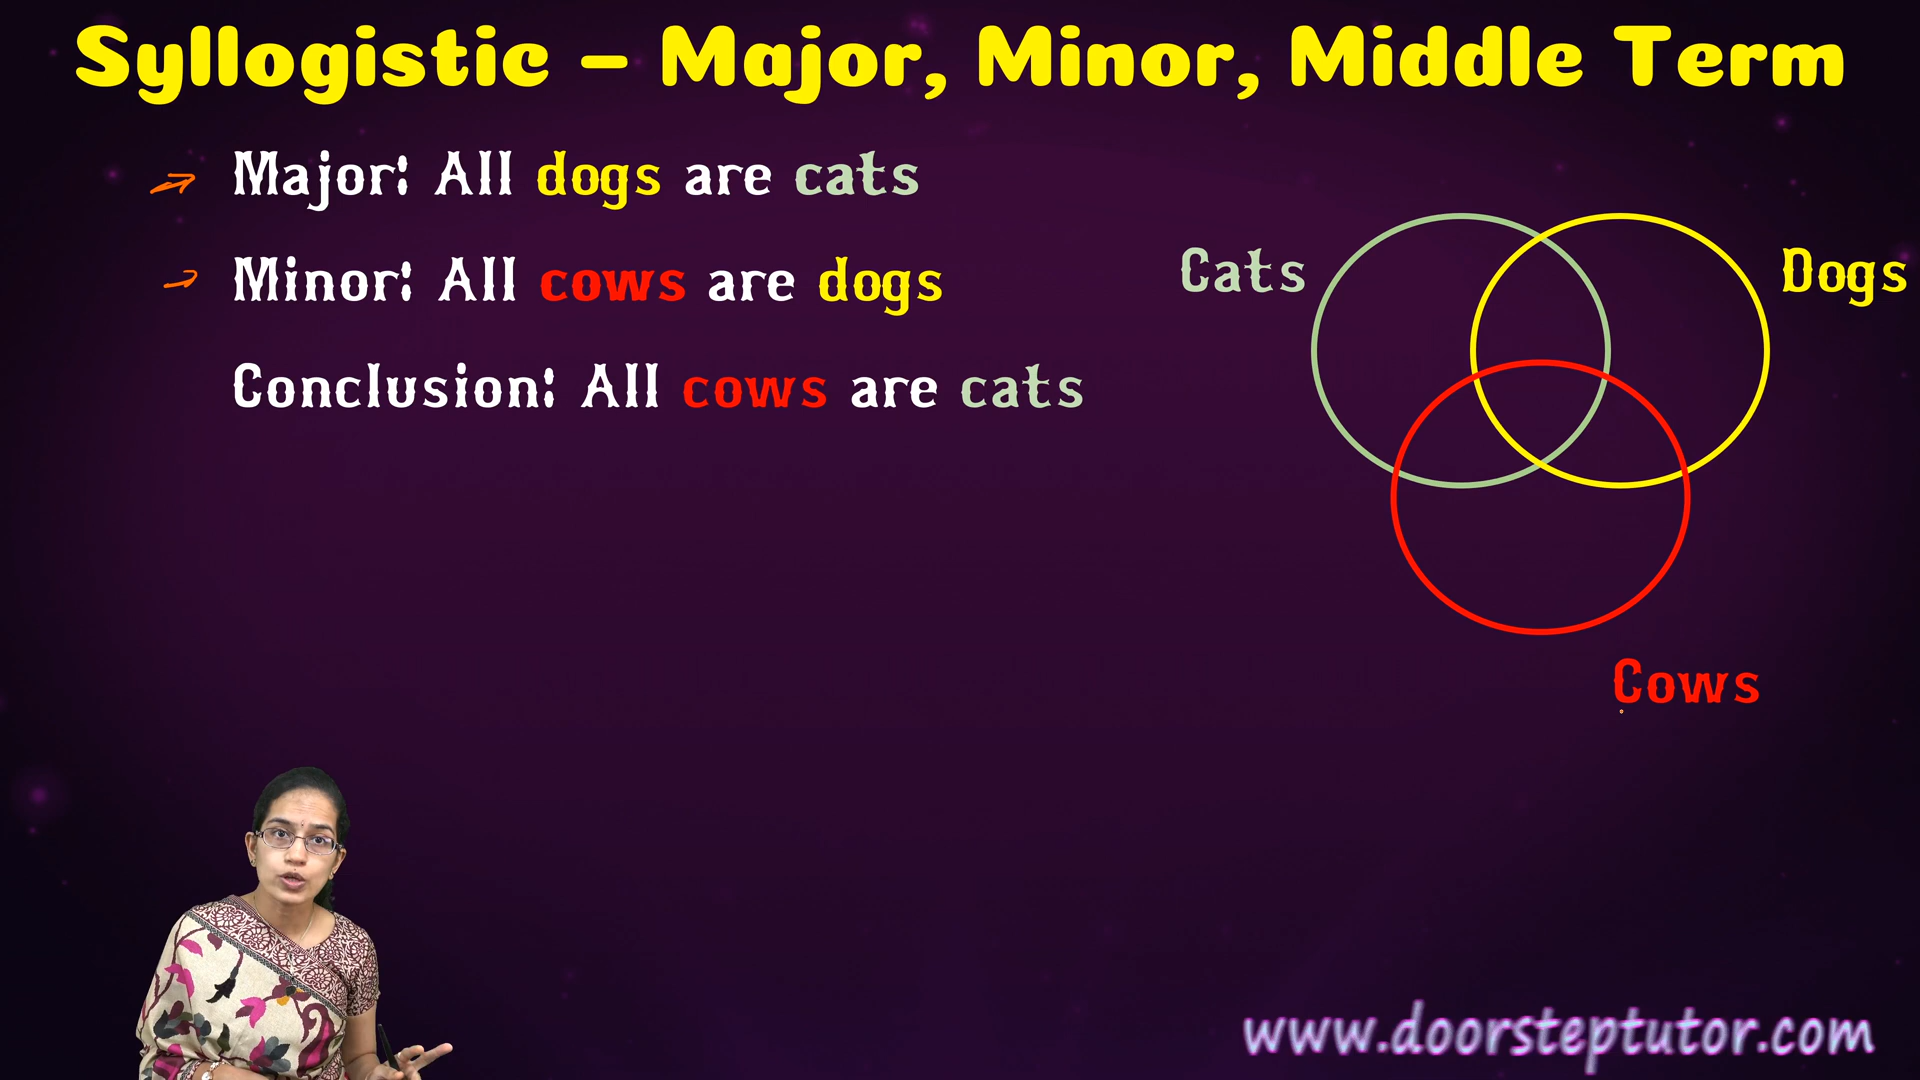 Syllogistic – Major, Minor, Middle Term
Major: All dogs are cats
Minor: All cows are dogs
Conclusion: All cows are cats
Cats
Dogs
Cows
www.doorsteptutor.com